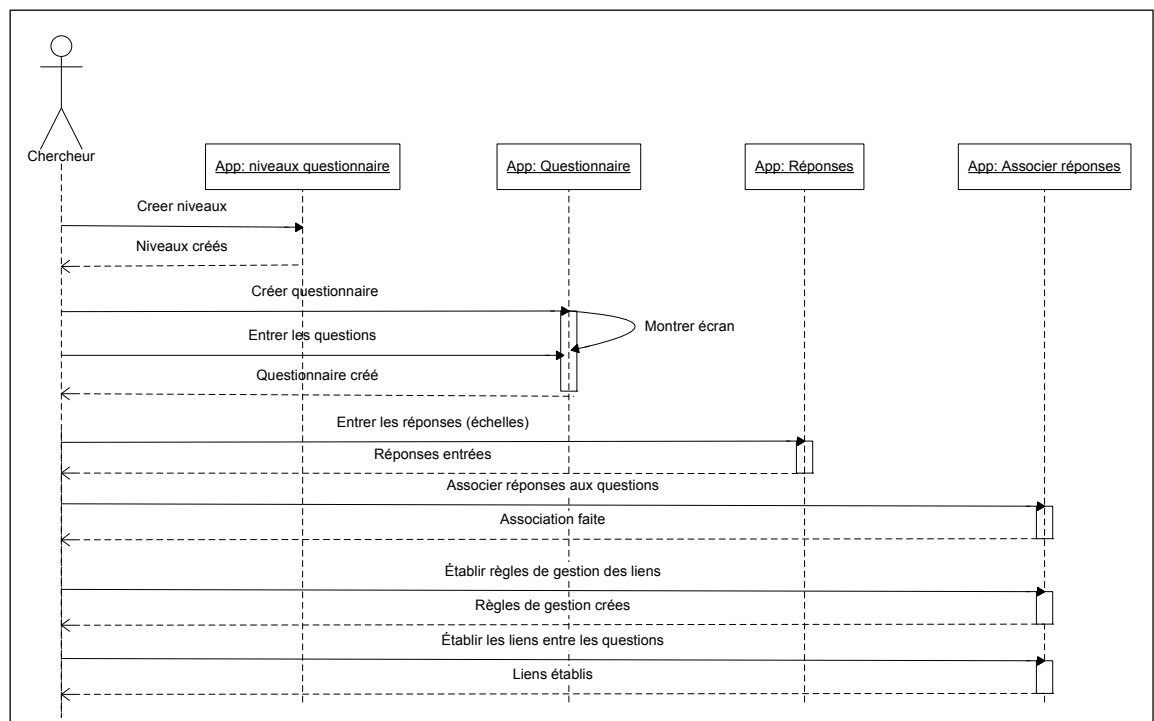 Chercheur
App: niveaux questionnaire
App: Questionnaire
App: Réponses
App: Associer réponses
Creer niveaux
Niveaux créés
Créer questionnaire
Montrer écran
Entrer les questions
Questionnaire créé
Entrer les réponses (échelles)
Réponses entrées
Associer réponses aux questions
Association faite
Établir règles de gestion des liens
Règles de gestion crées
Établir les liens entre les questions
Liens établis